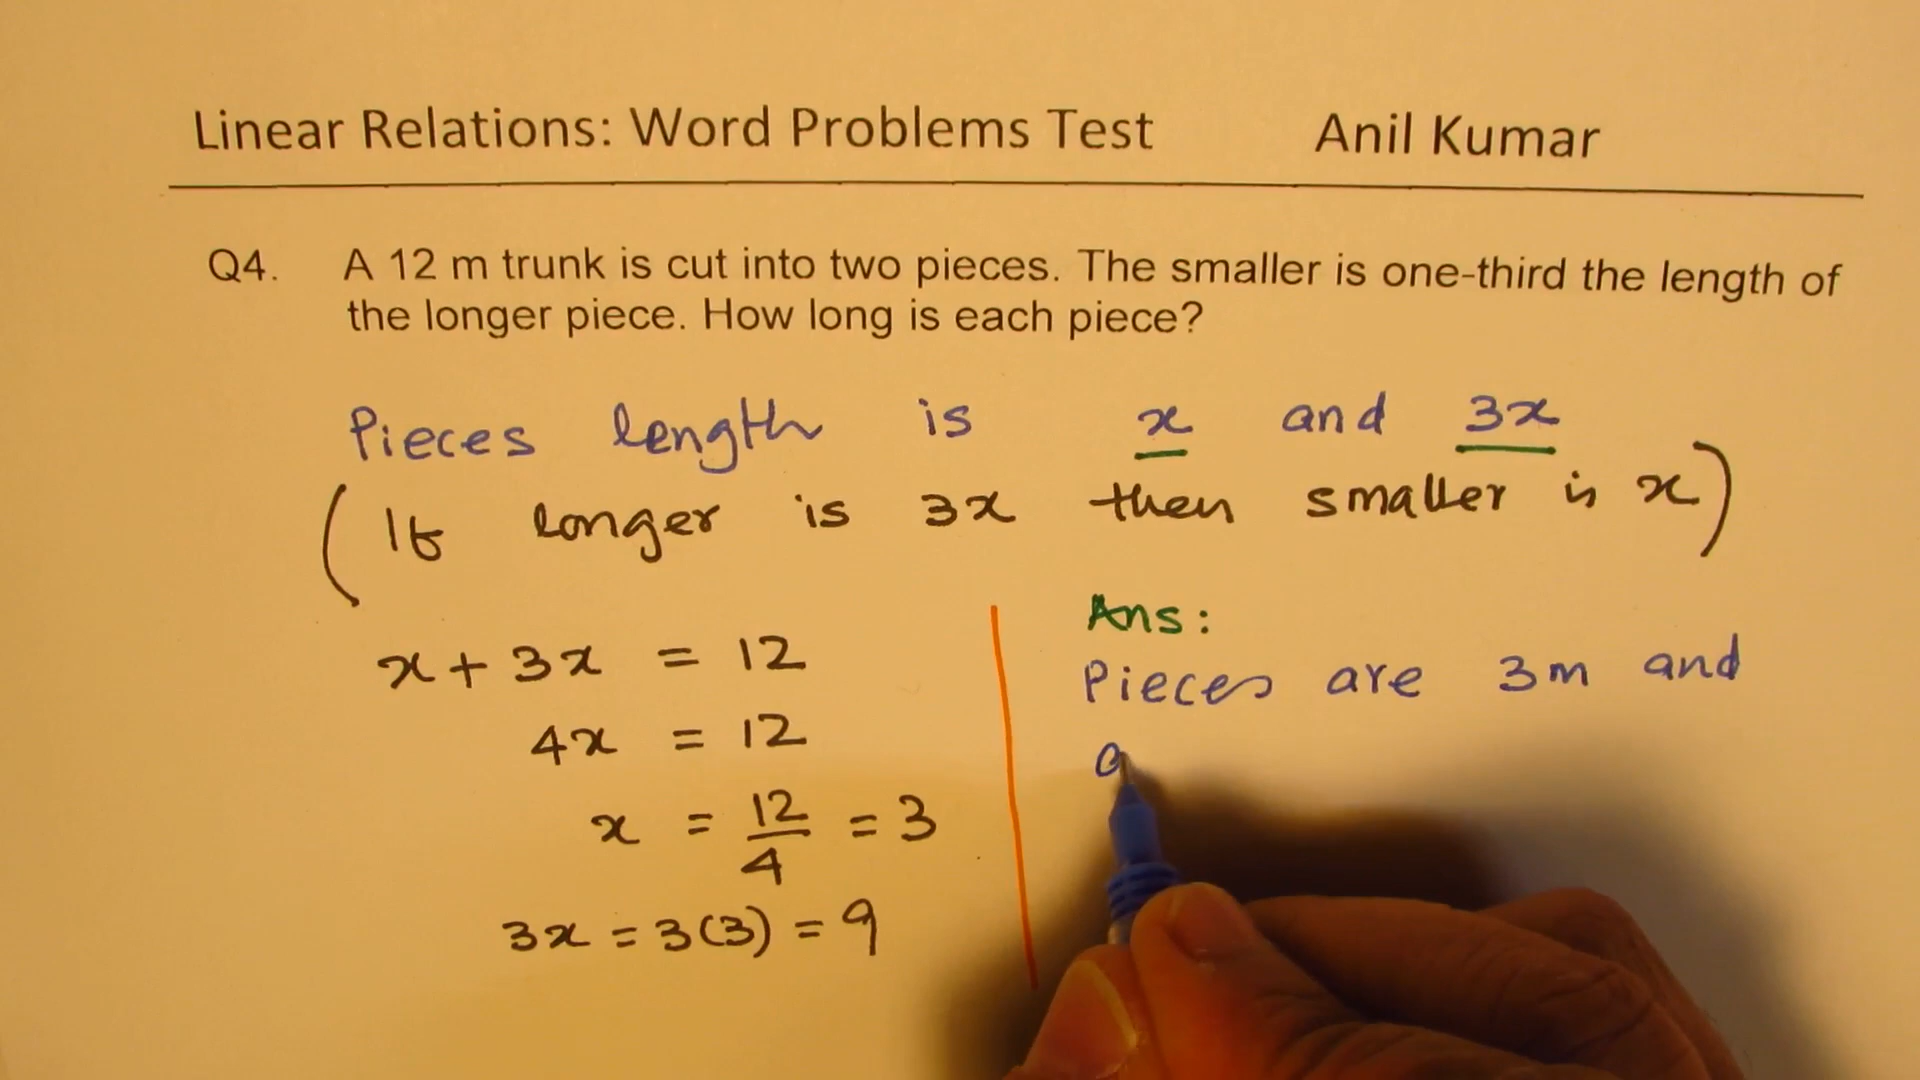 Linear Relations: Word Problems Test Anil Kumar
Q4. A 12 m trunk is cut into two pieces. The smaller is one-third the length of
the longer piece. How long is each piece?
Pieces length is x and 3x
(If longer is 3x then smaller is x)
x + 3x = 12
4x = 12
x = 12/4 = 3
3x = 3(3) = 9
Ans:
Pieces are 3m and